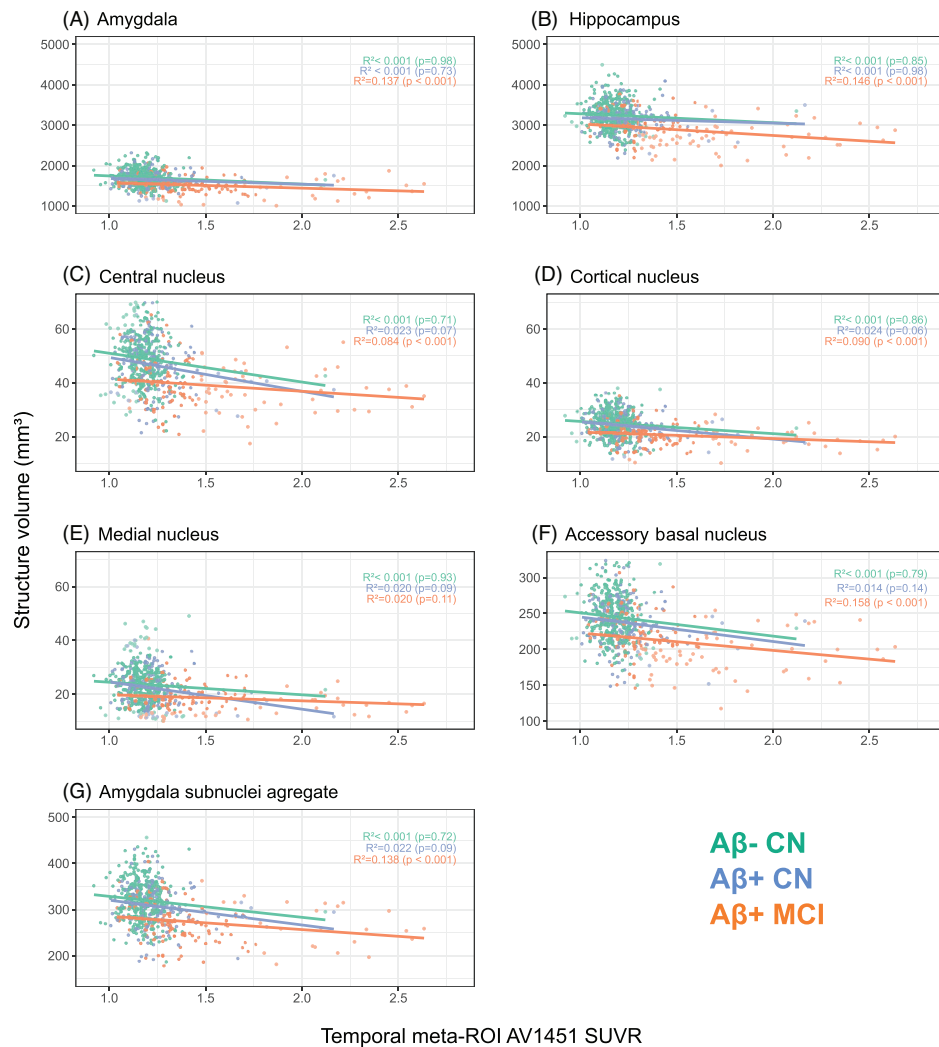 (A) Amygdala
R²< 0.001 (p=0.98)
R²< 0.001 (p=0.73)
R²=0.137 (p < 0.001)
5000
4000
3000
2000
1000
1.0 1.5 2.0 2.5
(B) Hippocampus
R²< 0.001 (p=0.85)
R²<0.001 (p=0.98)
R²=0.146 (p < 0.001)
5000
4000
3000
2000
1000
1.0 1.5 2.0 2.5
(C) Central nucleus
R²< 0.001 (p=0.71)
R²=0.023 (p=0.07)
R²=0.084 (p < 0.001)
60
40
20
1.0 1.5 2.0 2.5
(D) Cortical nucleus
R²< 0.001 (p=0.86)
R²=0.024 (p=0.06)
R²=0.090 (p < 0.001)
60
40
20
1.0 1.5 2.0 2.5
Structure volume (mm³)
(E) Medial nucleus
R²< 0.001 (p=0.93)
R²=0.020 (p=0.09)
R²=0.020 (p=0.11)
60
40
20
1.0 1.5 2.0 2.5
(F) Accessory basal nucleus
R²< 0.001 (p=0.79)
R²=0.014 (p=0.14)
R²=0.158 (p < 0.001)
300
250
200
150
100
1.0 1.5 2.0 2.5
(G) Amygdala subnuclei agregate
R²< 0.001 (p=0.72)
R²=0.022 (p=0.09)
R²=0.138 (p < 0.001)
500
400
300
200
1.0 1.5 2.0 2.5
Aβ- CN
Aβ+ CN
Aβ+ MCI
Temporal meta-ROI AV1451 SUVR